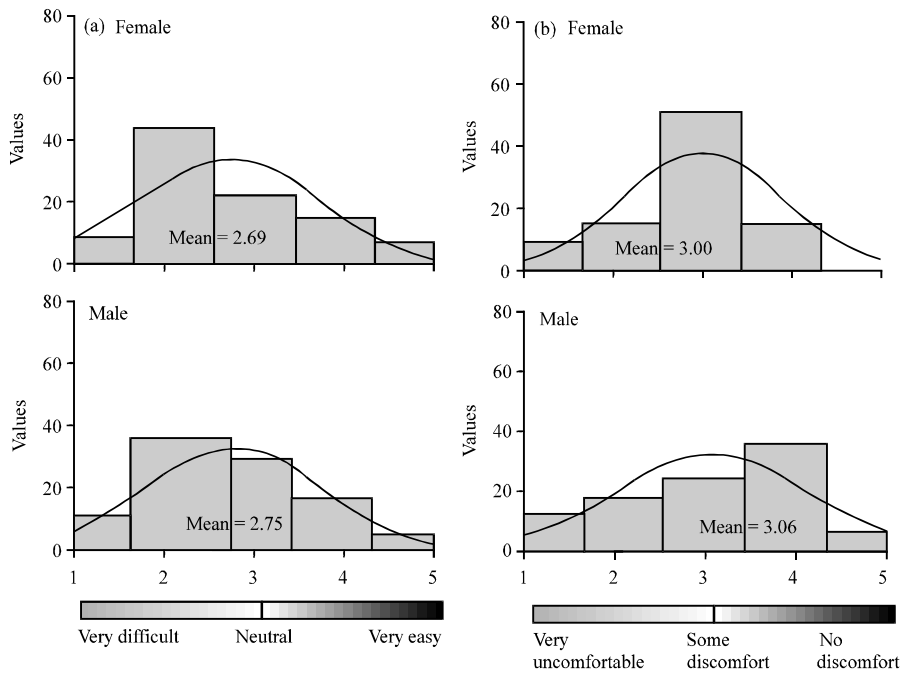 (a) Female
80
60
40
20
0
Values
Mean = 2.69
(b) Female
80
60
40
20
0
Values
Mean = 3.00
Male
80
60
40
20
0
Values
Mean = 2.75
1 2 3 4 5
Very difficult Neutral Very easy
Male
80
60
40
20
0
Values
Mean = 3.06
1 2 3 4 5
Very Some No
uncomfortable discomfort discomfort